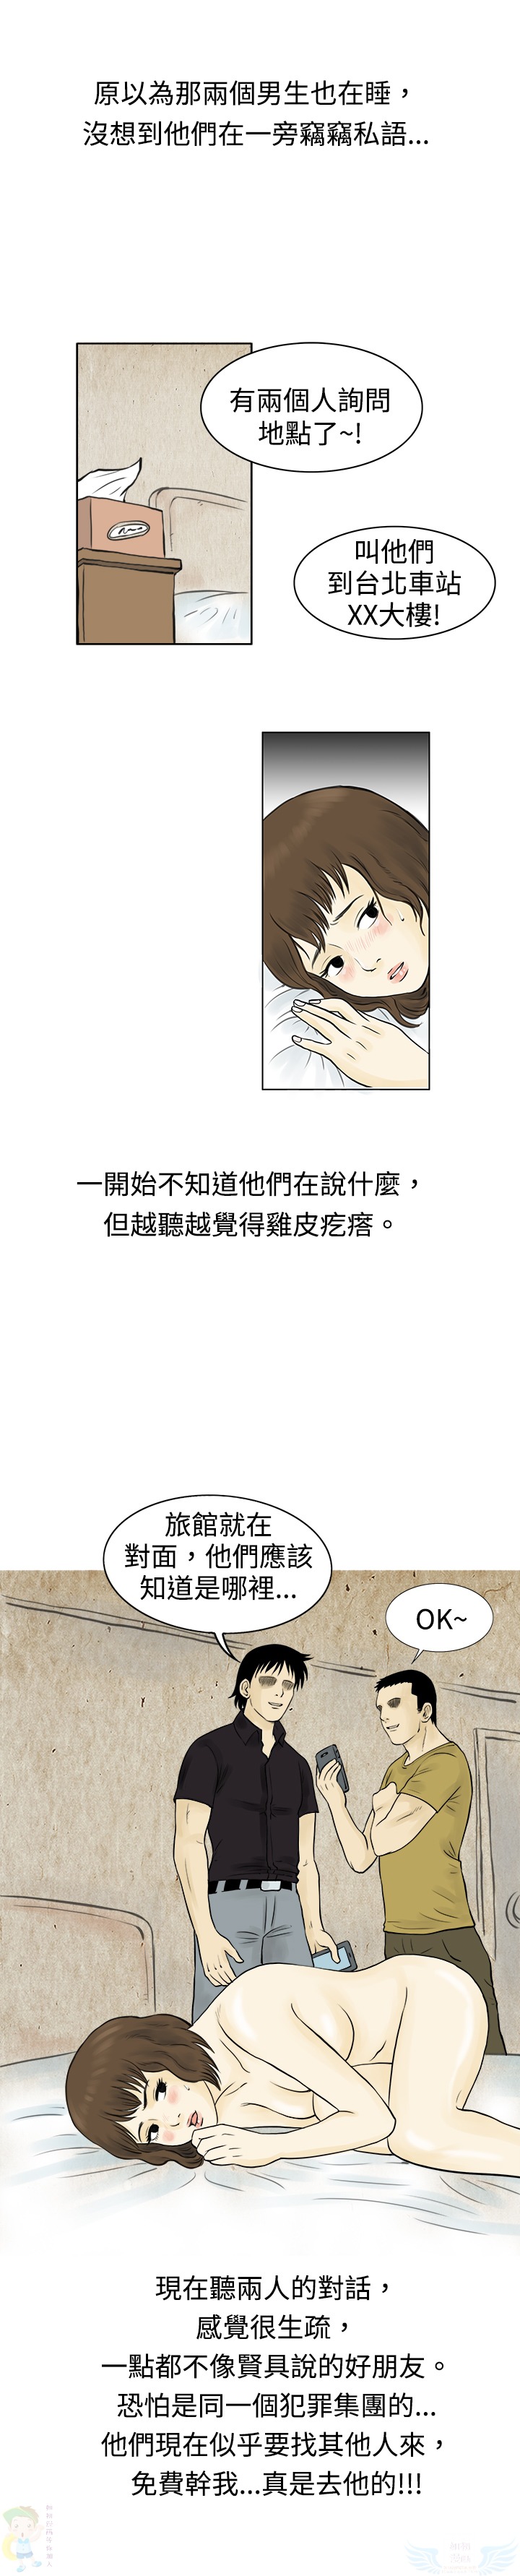 原以為那兩個男生也在睡，
沒想到他們在一旁竊竊私語...
有兩個人詢問
地點了~!
叫他們
到台北車站
XX大樓!
一開始不知道他們在說什麼，
但越聽越覺得雞皮疙瘩。
旅館就在
對面，他們應該
知道是哪裡...
OK~
現在聽兩人的對話，
感覺很生疏，
一點都不像賢具說的好朋友。
恐怕是同一個犯罪集團的...
他們現在似乎要找其他人來，
免費幹我...真是去他的!!!